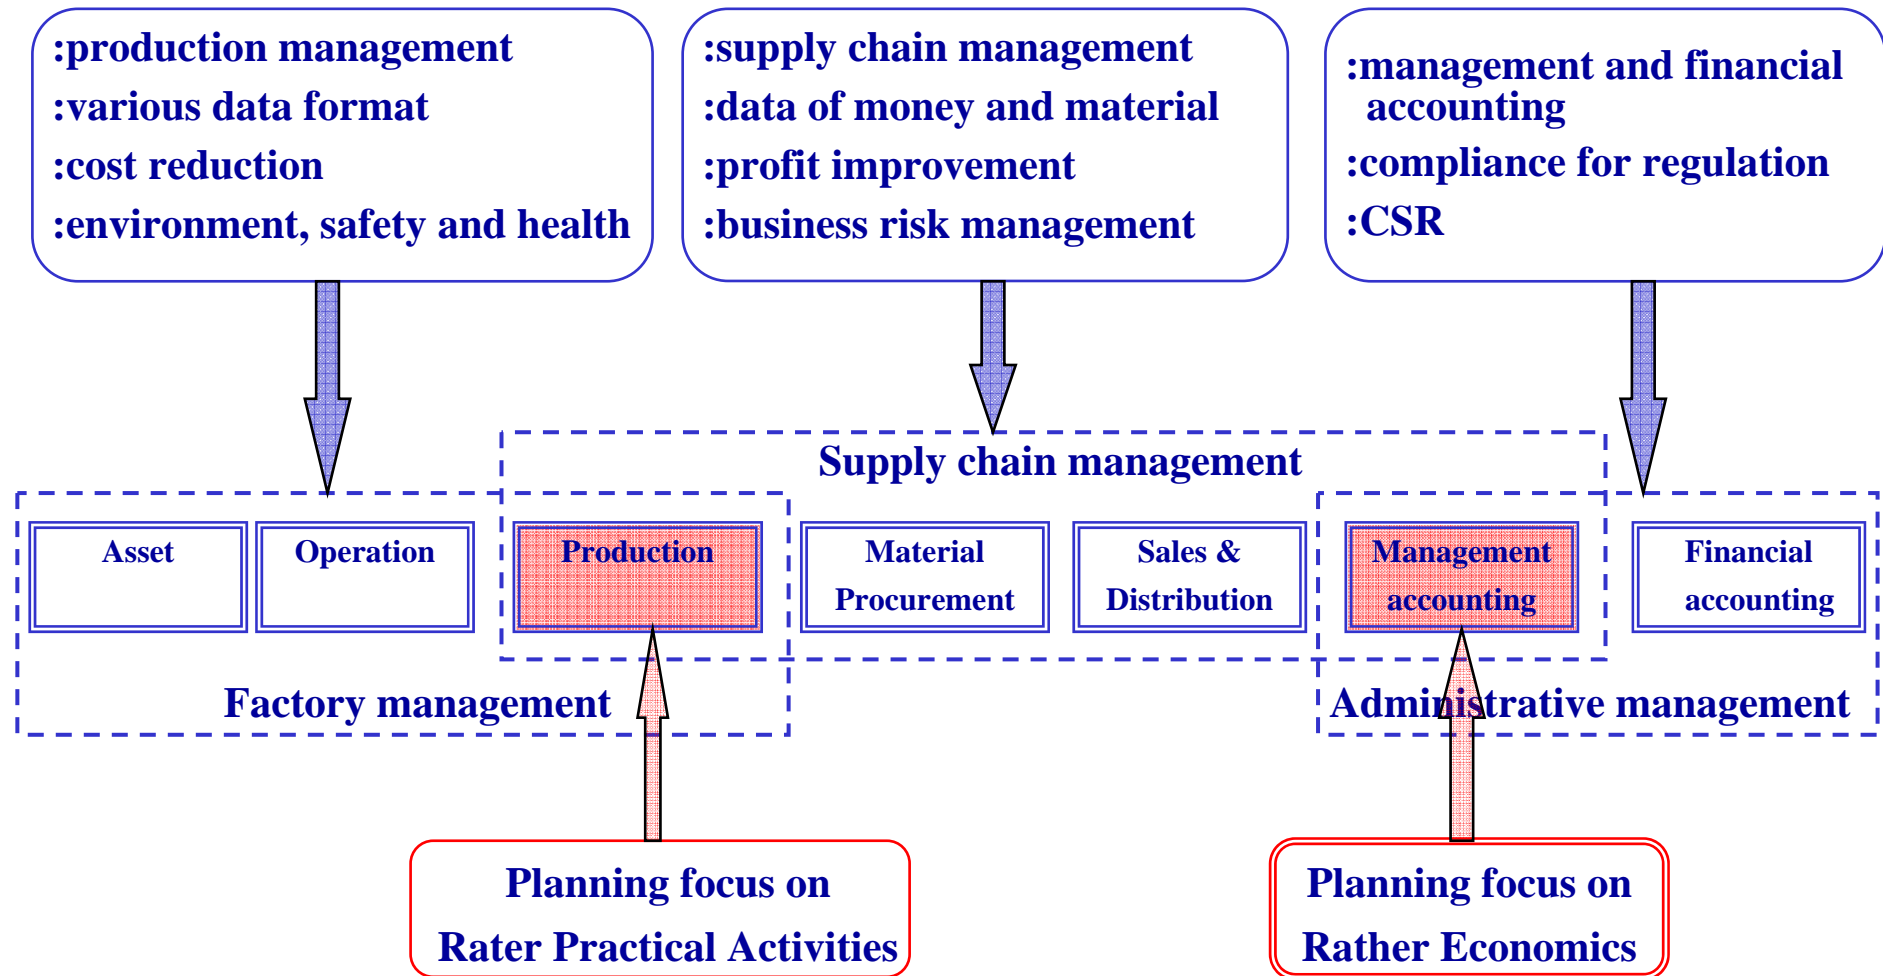 :production management
:various data format
:cost reduction
:environment, safety and health
:supply chain management
:data of money and material
:profit improvement
:business risk management
:management and financial
accounting
:compliance for regulation
:CSR
Supply chain management
Asset
Operation
Production
Material
Procurement
Sales &
Distribution
Management
accounting
Financial
accounting
Factory management
Administrative management
Planning focus on
Rater Practical Activities
Planning focus on
Rather Economics